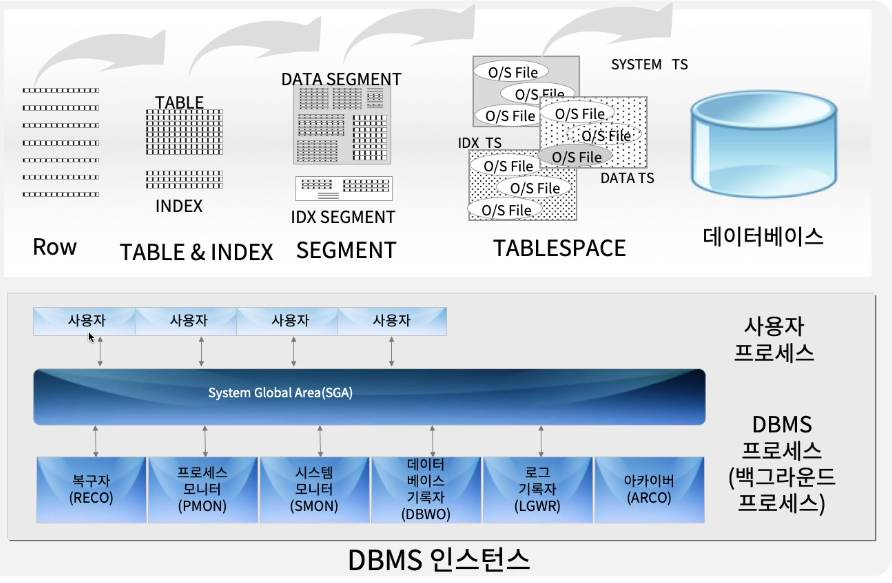 SYSTEM TS
DATA SEGMENT
TABLE
O/S File
O/S File
O/S File
O/S File
O/S File
O/S File
IDX TS
O/S File
O/S File
O/S File
DATA TS
INDEX
IDX SEGMENT
Row
TABLE & INDEX
SEGMENT
TABLESPACE
데이터베이스
사용자
사용자
사용자
사용자
사용자
프로세스
System Global Area(SGA)
복구자
(RECO)
프로세스
모니터
(PMON)
시스템
모니터
(SMON)
데이터
베이스
기록자
(DBWO)
로그
기록자
(LGWR)
아카이버
(ARCO)
DBMS
프로세스
(백그라운드
프로세스)
DBMS 인스턴스